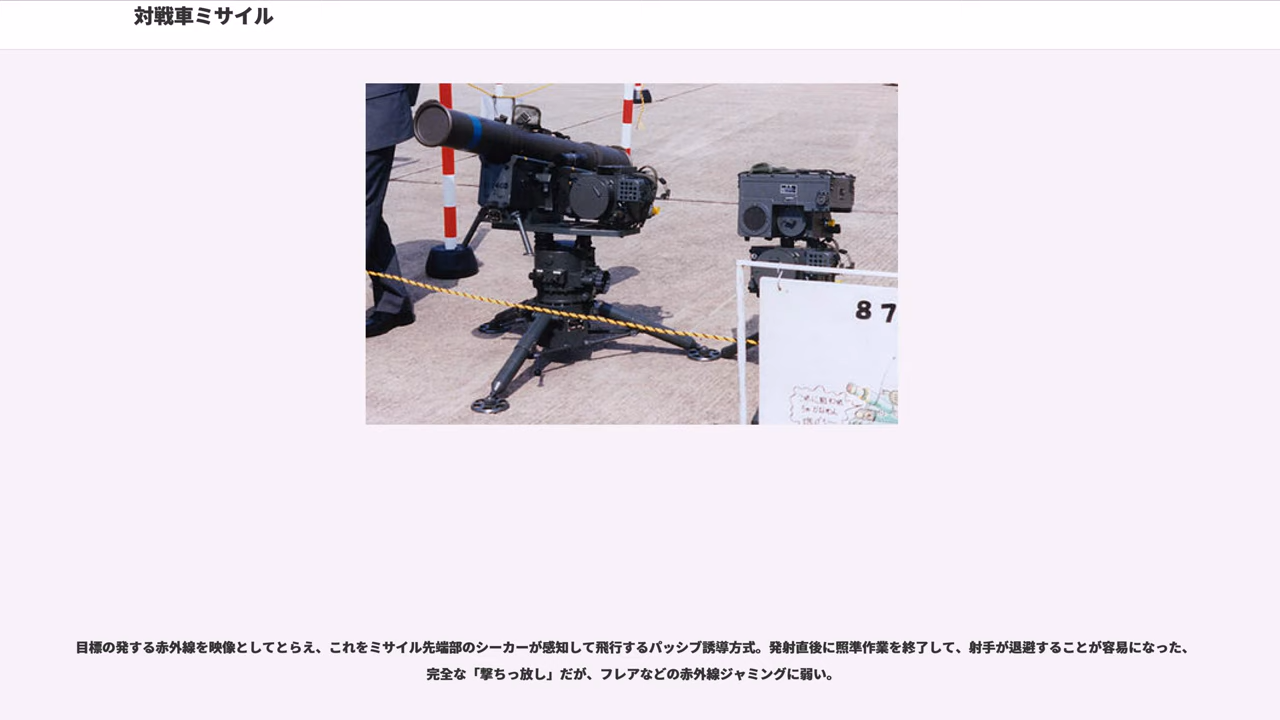 対戦車ミサイル
87
目標の発する赤外線を映像としてとらえ、これをミサイル先端部のシーカーが感知して飛行するパッシブ誘導方式。発射直後に照準作業を終了して、射手が退避することが容易になった、
完全な「撃ちっ放し」だが、フレアなどの赤外線ジャミングに弱い。